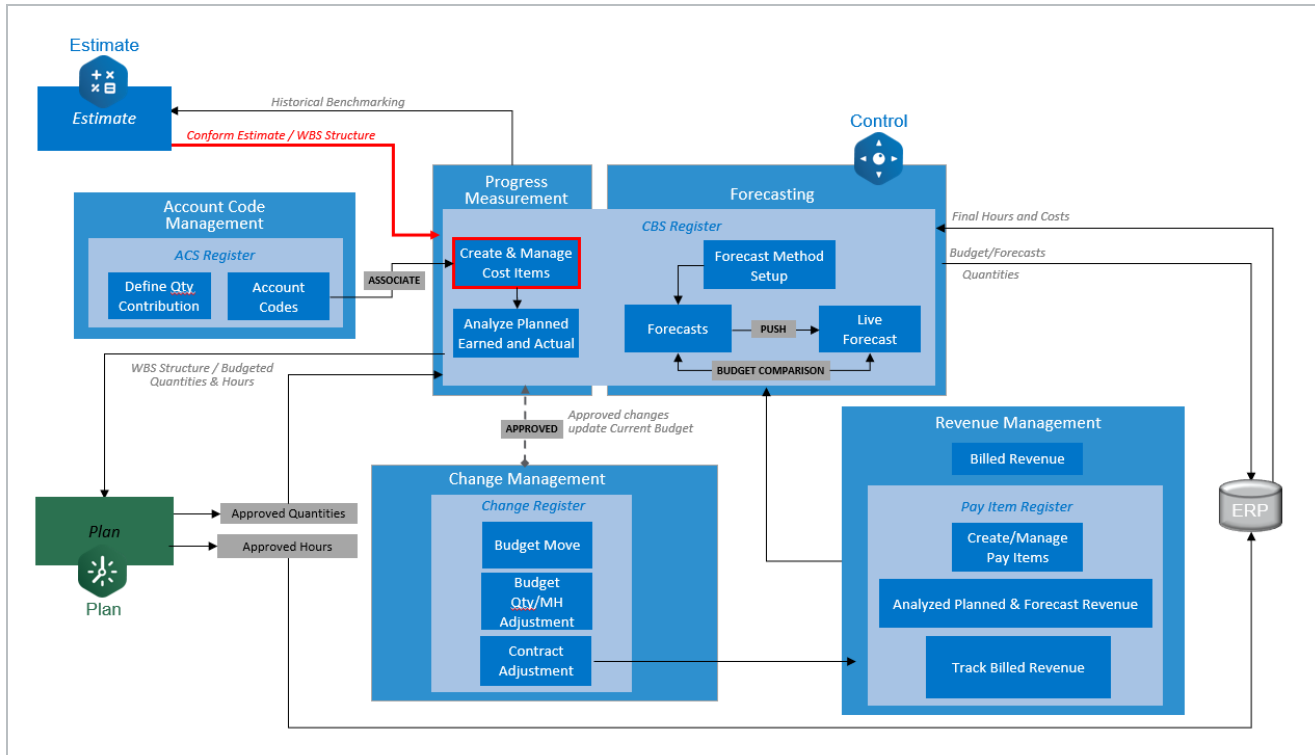 Estimate
Estimate
Historical Benchmarking
Conform Estimate / WBS Structure
Control
Account Code
Management
ACS Register
Define Qty
Contribution
Account
Codes
ASSOCIATE
Progress
Measurement
Forecasting
CBS Register
Create & Manage
Cost Items
Analyze Planned
Earned and Actual
Forecast Method
Setup
Forecasts
PUSH
Live
Forecast
BUDGET COMPARISON
Final Hours and Costs
Budget/Forecasts
Quantities
WBS Structure / Budgeted
Quantities & Hours
APPROVED
Approved changes
update Current Budget
Plan
Plan
Approved Quantities
Approved Hours
Change Management
Change Register
Budget Move
Budget
Qty/MH
Adjustment
Contract
Adjustment
Revenue Management
Billed Revenue
Pay Item Register
Create/Manage
Pay Items
Analyzed Planned & Forecast Revenue
Track Billed Revenue
ERP